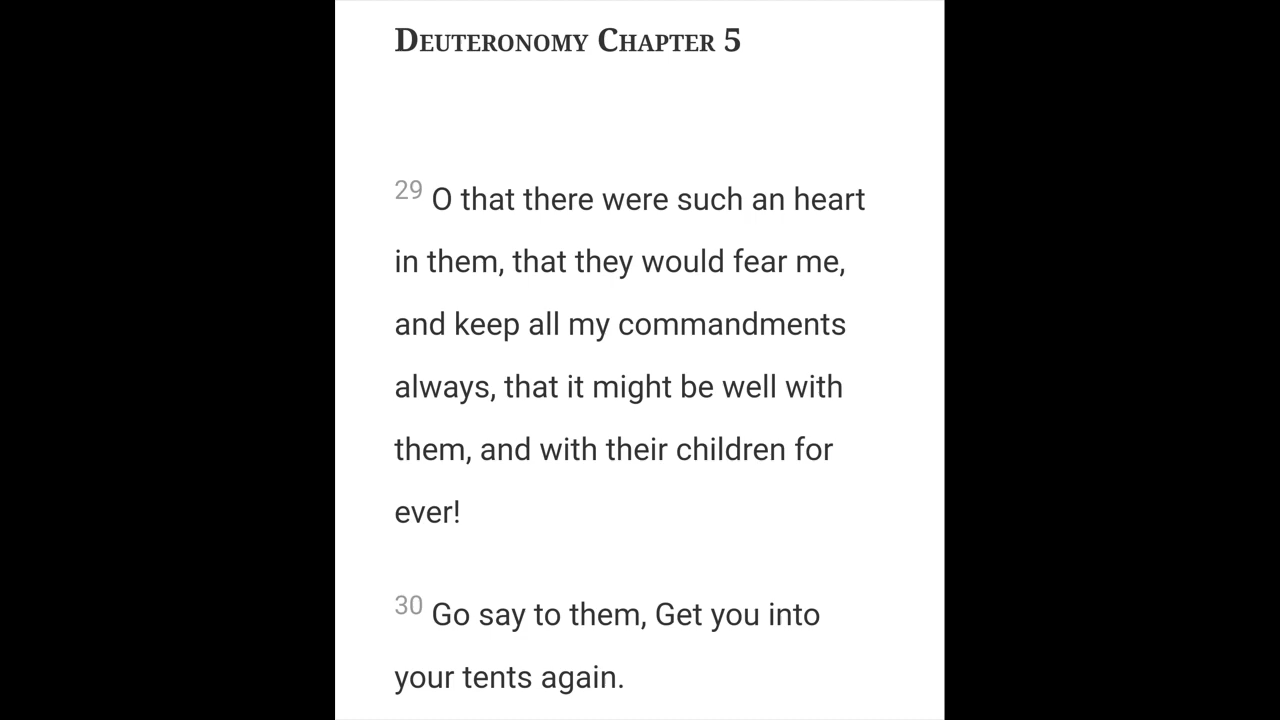 Deuteronomy Chapter 5
29 O that there were such an heart
in them, that they would fear me,
and keep all my commandments
always, that it might be well with
them, and with their children for
ever!
30 Go say to them, Get you into
your tents again.